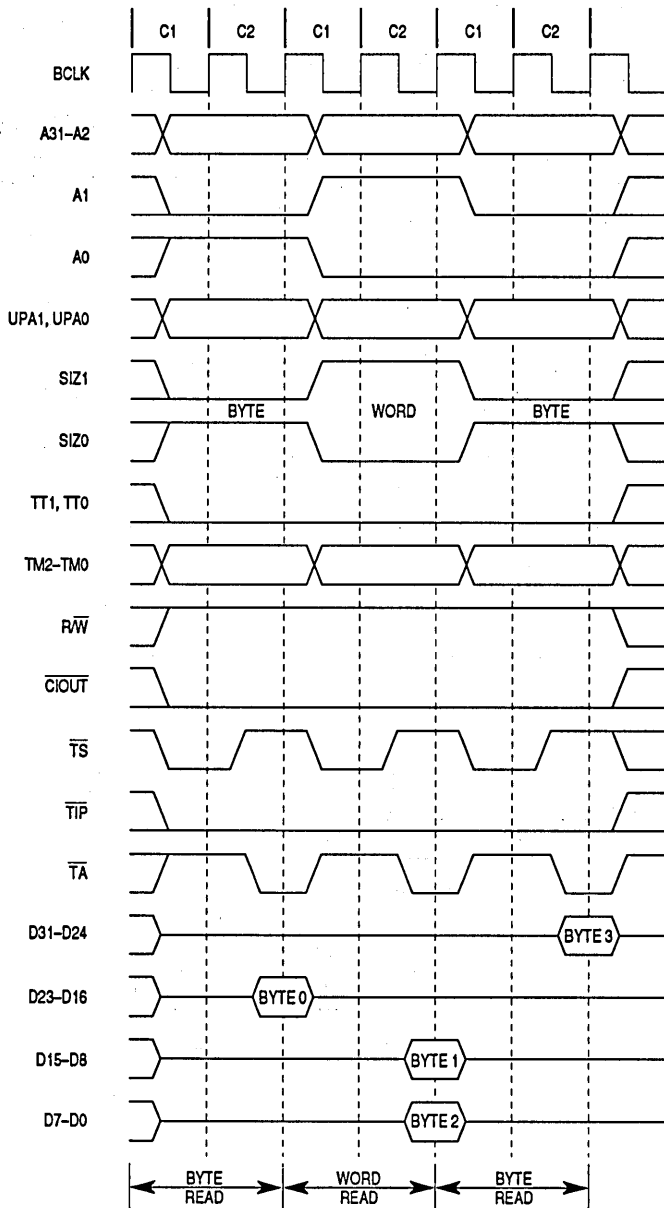 C1 C2 C1 C2 C1 C2
BCLK
A31–A2
A1
A0
UPA1, UPA0
SIZ1
BYTE WORD BYTE
SIZ0
TT1, TT0
TM2–TM0
R/W
CIOUT
TS
TIP
TA
D31–D24 BYTE 3
D23–D16 BYTE 0
D15–D8 BYTE 1
D7–D0 BYTE 2
BYTE WORD BYTE
READ READ READ